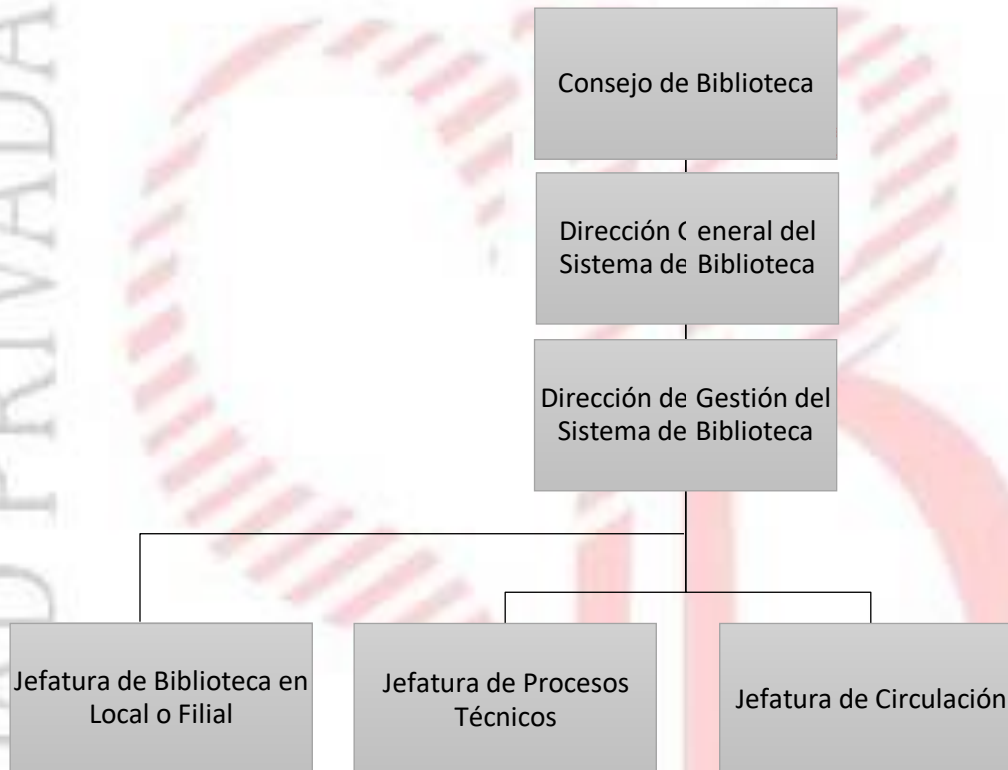 PRIVADA
Consejo de Biblioteca
Dirección General del
Sistema de Biblioteca
Dirección de Gestión del
Sistema de Biblioteca
Jefatura de Biblioteca en
Local o Filial
Jefatura de Procesos
Técnicos
Jefatura de Circulación